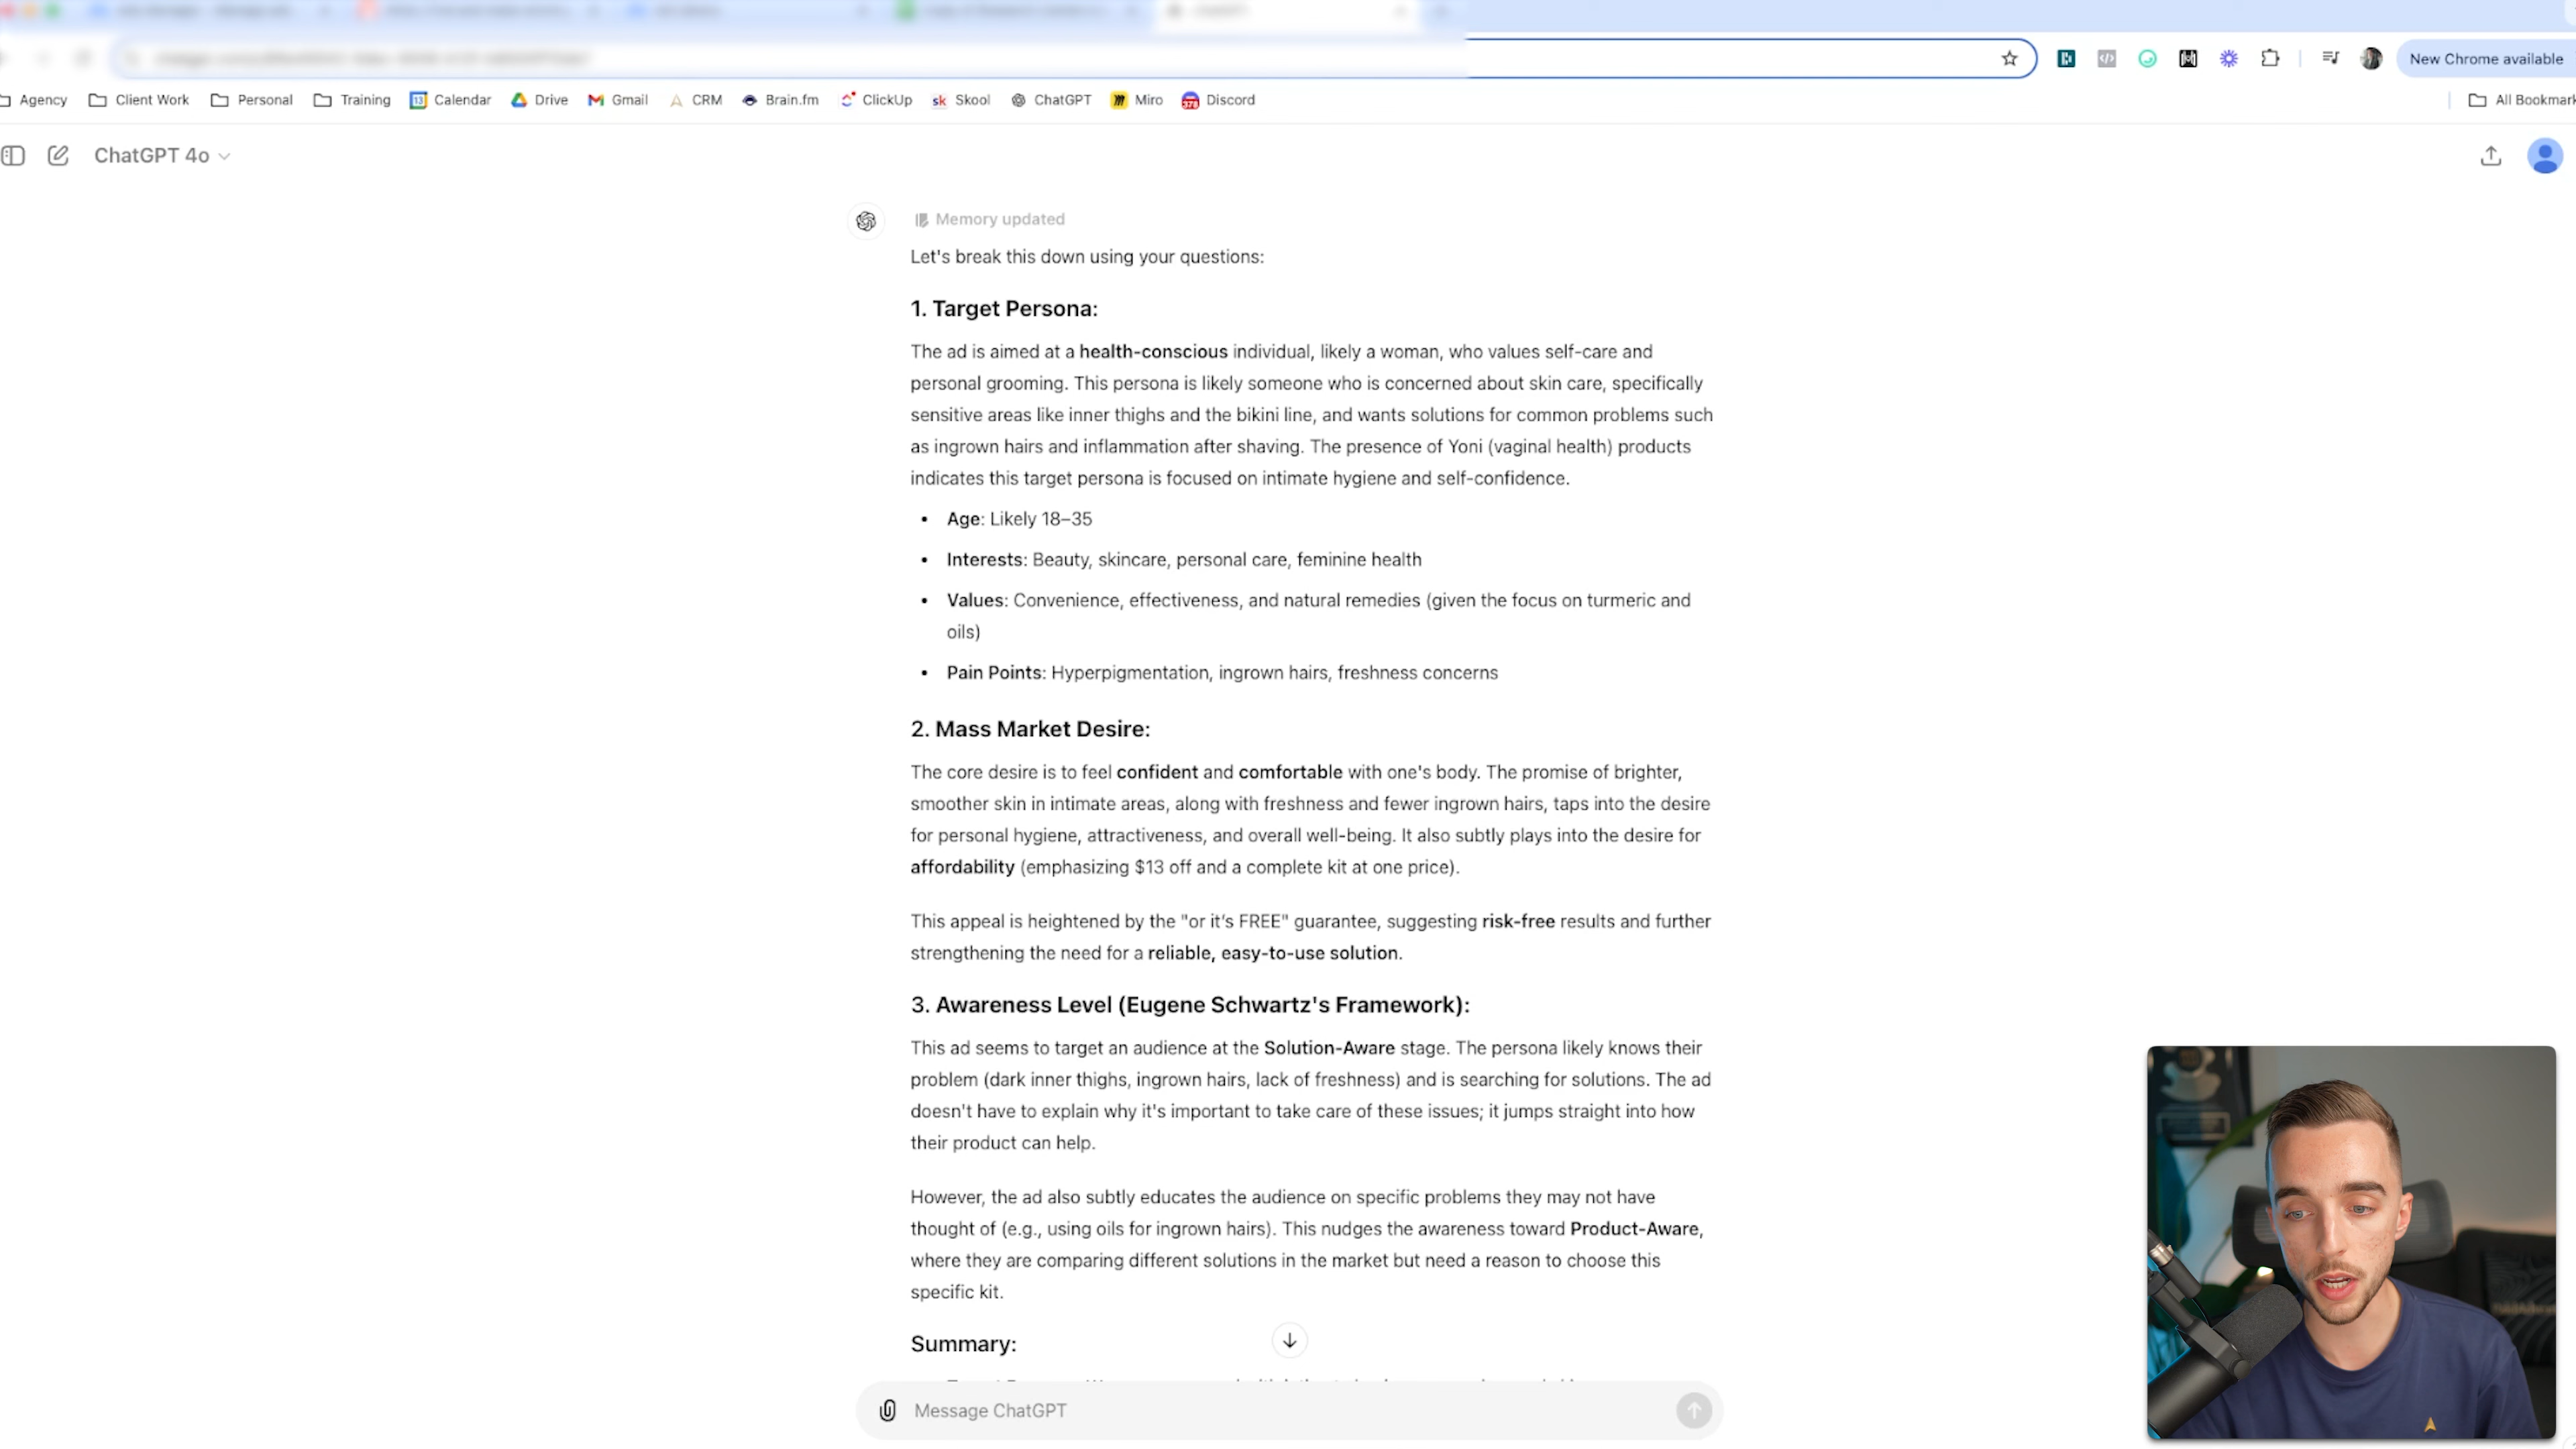 New Chrome available
Agency Client Work Personal Training Calendar Drive Gmail CRM Brain.fm ClickUp sk Skool ChatGPT Miro Discord
All Bookmark
ChatGPT 4o
Memory updated
Let's break this down using your questions:
1. Target Persona:
The ad is aimed at a health-conscious individual, likely a woman, who values self-care and
personal grooming. This persona is likely someone who is concerned about skin care, specifically
sensitive areas like inner thighs and the bikini line, and wants solutions for common problems such
as ingrown hairs and inflammation after shaving. The presence of Yoni (vaginal health) products
indicates this target persona is focused on intimate hygiene and self-confidence.
• Age: Likely 18–35
• Interests: Beauty, skincare, personal care, feminine health
• Values: Convenience, effectiveness, and natural remedies (given the focus on turmeric and
oils)
• Pain Points: Hyperpigmentation, ingrown hairs, freshness concerns
2. Mass Market Desire:
The core desire is to feel confident and comfortable with one's body. The promise of brighter,
smoother skin in intimate areas, along with freshness and fewer ingrown hairs, taps into the desire
for personal hygiene, attractiveness, and overall well-being. It also subtly plays into the desire for
affordability (emphasizing $13 off and a complete kit at one price).
This appeal is heightened by the "or it's FREE" guarantee, suggesting risk-free results and further
strengthening the need for a reliable, easy-to-use solution.
3. Awareness Level (Eugene Schwartz's Framework):
This ad seems to target an audience at the Solution-Aware stage. The persona likely knows their
problem (dark inner thighs, ingrown hairs, lack of freshness) and is searching for solutions. The ad
doesn't have to explain why it's important to take care of these issues; it jumps straight into how
their product can help.
However, the ad also subtly educates the audience on specific problems they may not have
thought of (e.g., using oils for ingrown hairs). This nudges the awareness toward Product-Aware,
where they are comparing different solutions in the market but need a reason to choose this
specific kit.
Summary:
Message ChatGPT